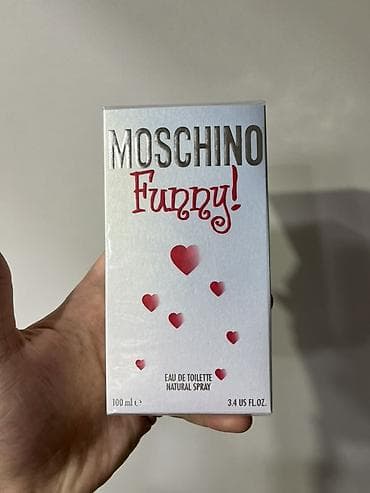 MOSCHINO
Funny!
EAU DE TOILETTE
NATURAL SPRAY
100 ml ℮ 3.4 US FL.OZ.